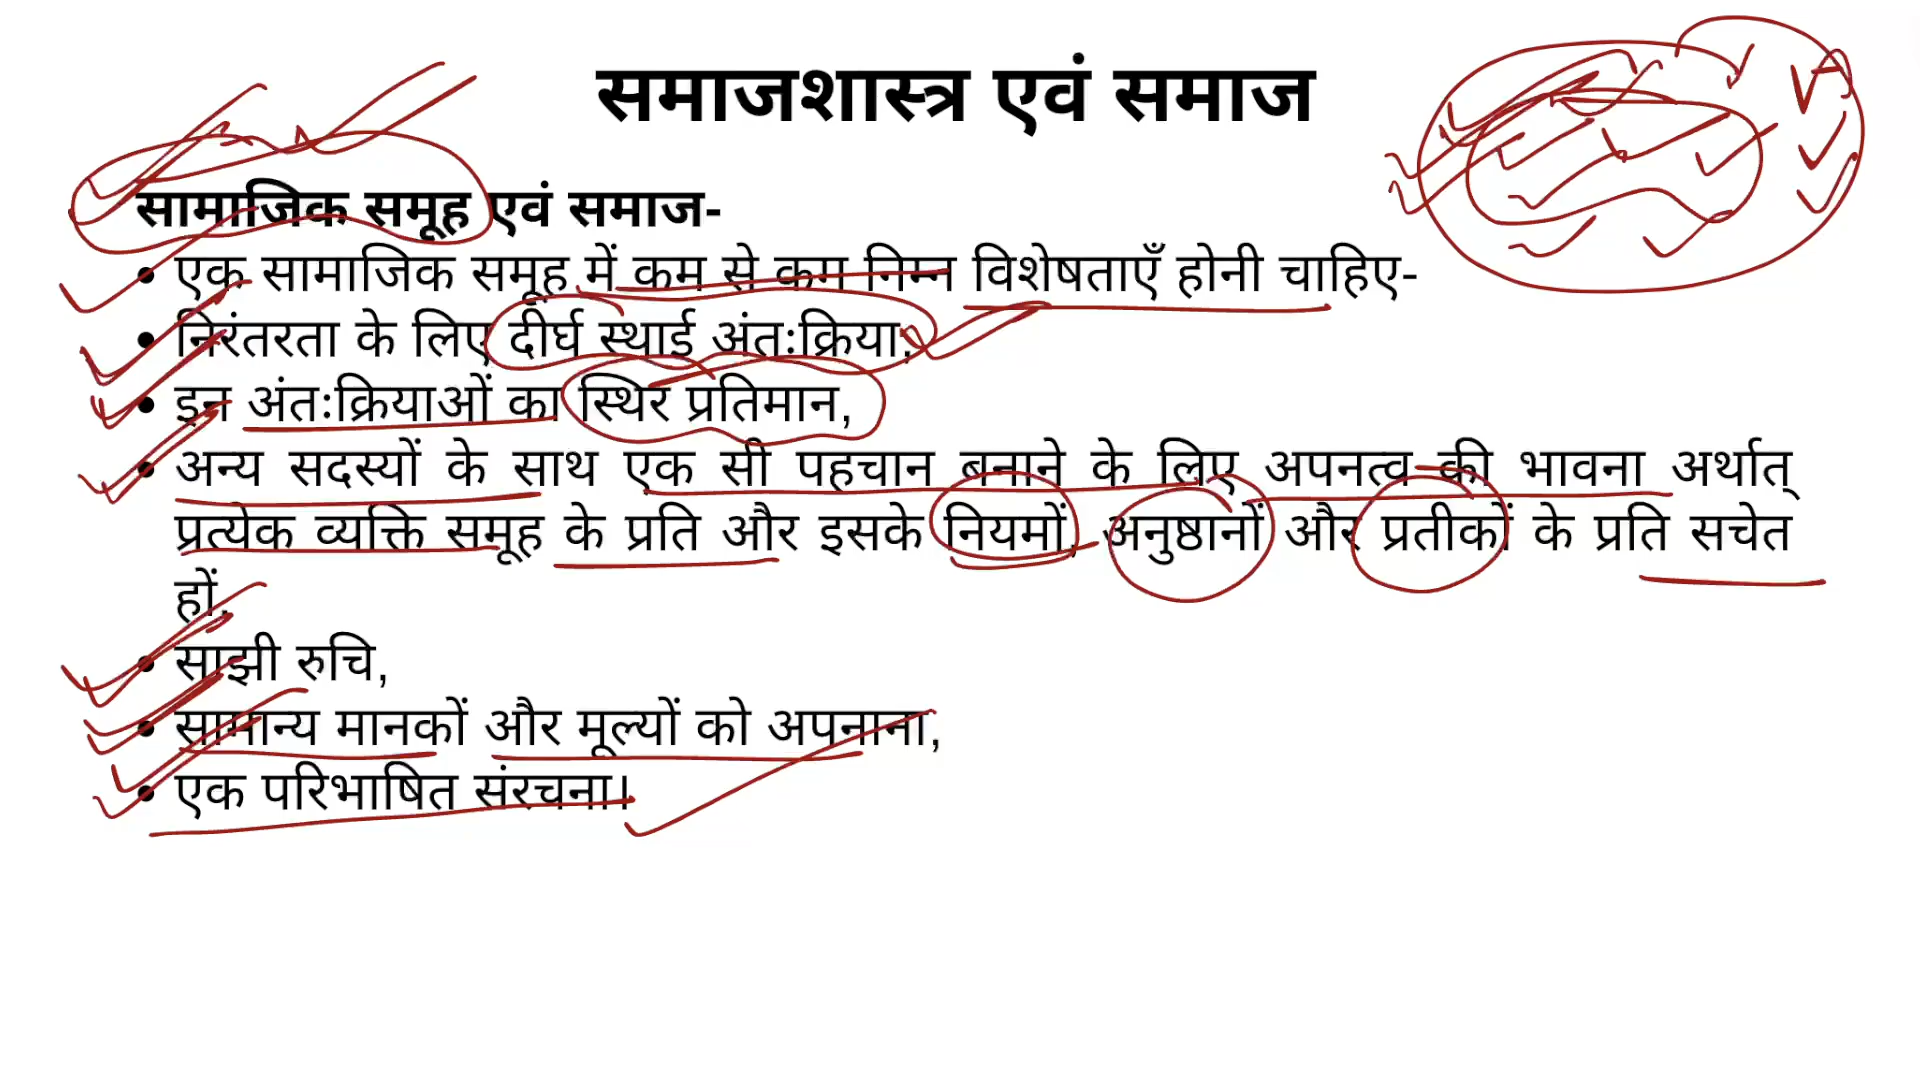 समाजशास्त्र एवं समाज
सामाजिक समूह एवं समाज-
• एक सामाजिक समूह में कम से कम निम्न विशेषताएँ होनी चाहिए-
• निरंतरता के लिए दीर्घ स्थाई अंतःक्रिया,
• इन अंतःक्रियाओं का स्थिर प्रतिमान,
• अन्य सदस्यों के साथ एक सी पहचान बनाने के लिए अपनत्व की भावना अर्थात्
प्रत्येक व्यक्ति समूह के प्रति और इसके नियमों, अनुष्ठानों और प्रतीकों के प्रति सचेत
हों,
• साझी रुचि,
• सामान्य मानकों और मूल्यों को अपनाना,
• एक परिभाषित संरचना।